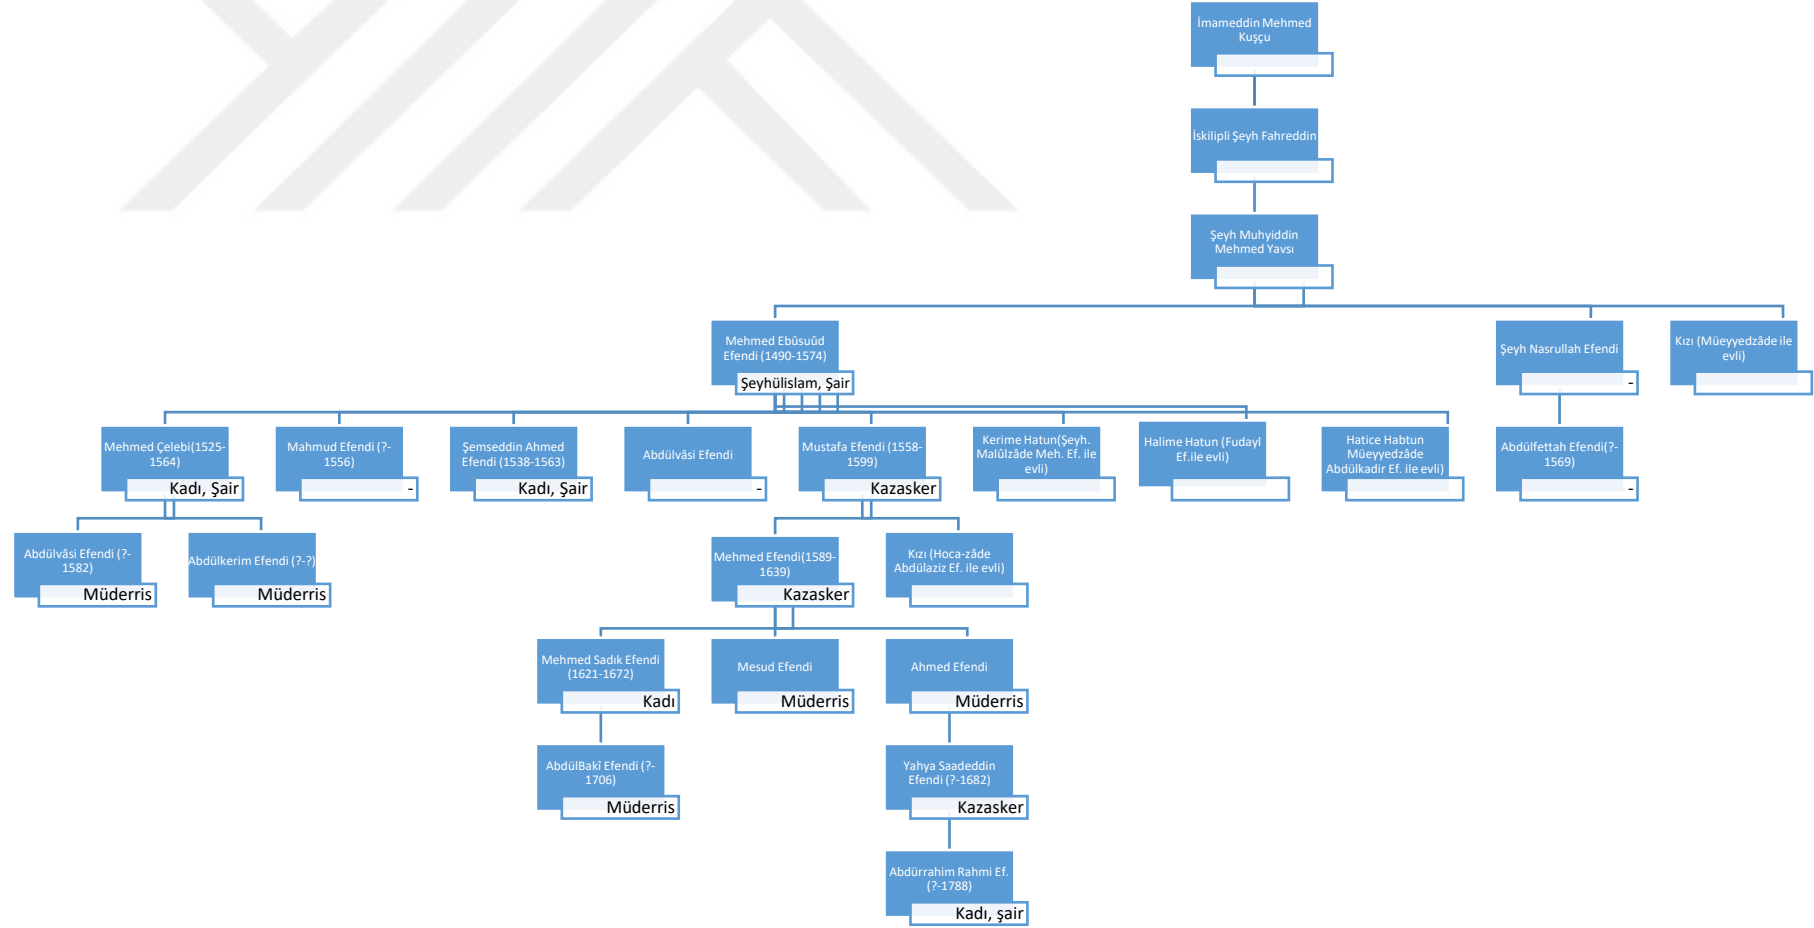 İmameddin Mehmed
Kuşçu
İskilipli Şeyh Fahreddin
Şeyh Muhyiddin
Mehmed Yavsı
Mehmed Ebûsuûd
Efendi (1490-1574)
Şeyhülislam, Şair
Şeyh Nasrullah Efendi
-
Kızı (Müeyyedzâde ile
evli)
Mehmed Çelebi(1525-
1564)
Kadı, Şair
Mahmud Efendi (?-
1556)
-
Şemseddin Ahmed
Efendi (1538-1563)
Kadı, Şair
Abdülvâsi Efendi
-
Mustafa Efendi (1558-
1599)
Kazasker
Kerime Hatun(Şeyh.
Malûlzâde Meh. Ef. ile
evli)
Halime Hatun (Fudayl
Ef.ile evli)
Hatice Habtun
Müeyyedzâde
Abdülkadir Ef. ile evli)
Abdülfettah Efendi(?-
1569)
-
Abdülvâsi Efendi (?-
1582)
Müderris
Abdülkerim Efendi (?-?)
Müderris
Mehmed Efendi(1589-
1639)
Kazasker
Kızı (Hoca-zâde
Abdülaziz Ef. ile evli)
Mehmed Sadık Efendi
(1621-1672)
Kadı
Mesud Efendi
Müderris
Ahmed Efendi
Müderris
AbdülBakî Efendi (?-
1706)
Müderris
Yahya Saadeddin
Efendi (?-1682)
Kazasker
Abdürrahim Rahmi Ef.
(?-1788)
Kadı, şair